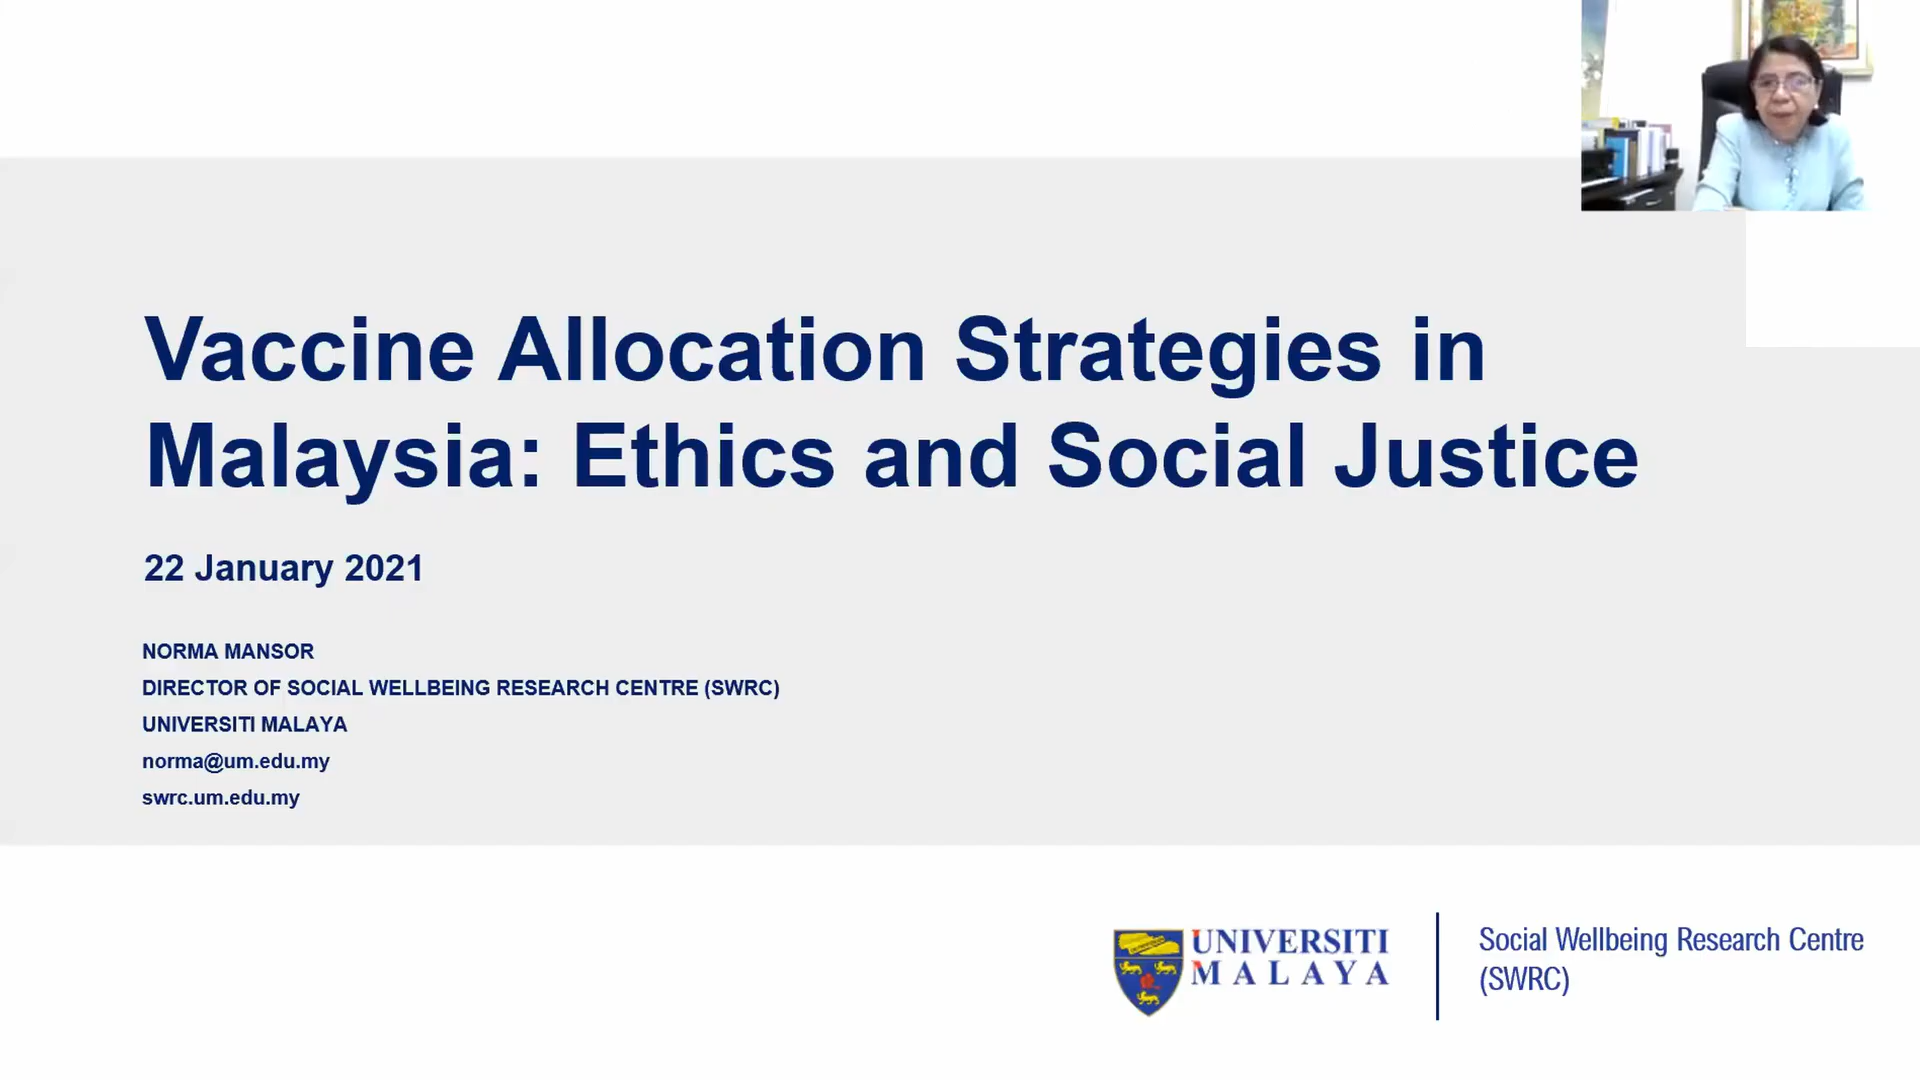 Vaccine Allocation Strategies in
Malaysia: Ethics and Social Justice
22 January 2021
NORMA MANSOR
DIRECTOR OF SOCIAL WELLBEING RESEARCH CENTRE (SWRC)
UNIVERSITI MALAYA
norma@um.edu.my
swrc.um.edu.my
UNIVERSITI
MALAYA
Social Wellbeing Research Centre
(SWRC)